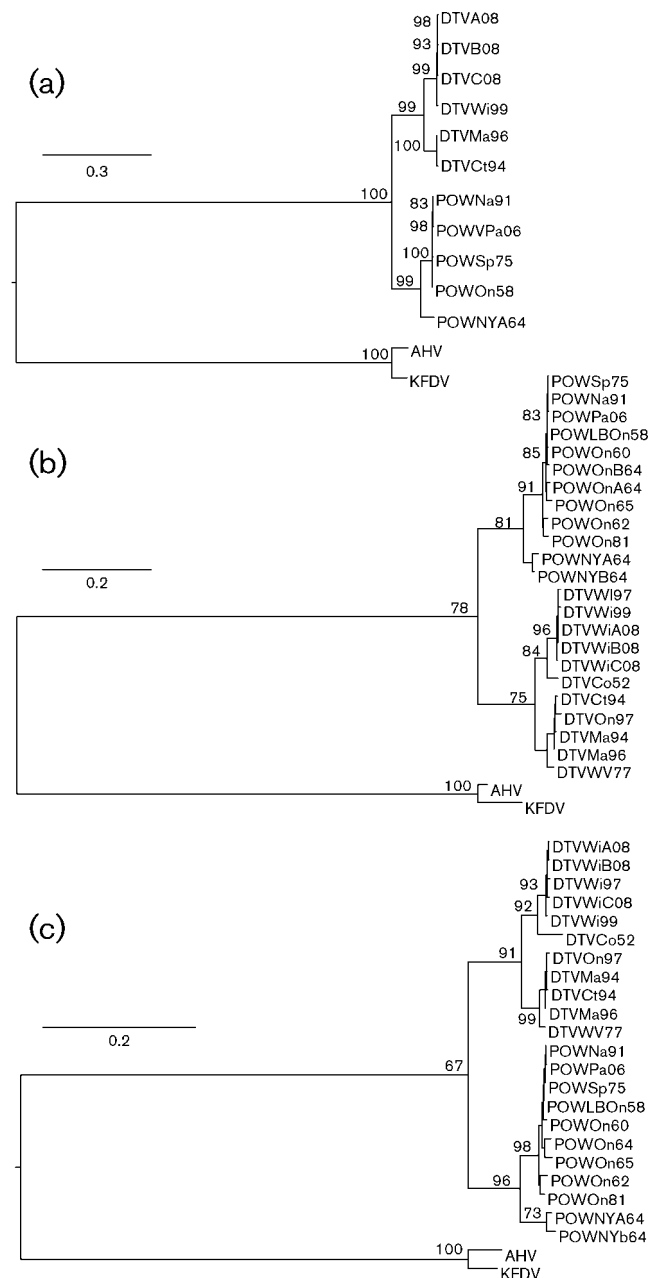 (a)
0.3
98
DTVA08
93
DTVB08
99
DTVC08
99
DTVWi99
DTVMa96
100
DTVCt94
100
83
POWNa91
98
POWVPa06
100
POWSp75
99
POWOn58
POWNYA64
100
AHV
KFDV
(b)
0.2
POWSp75
POWNa91
83
POWPa06
POWLBOn58
85
POWOn60
POWOnB64
91
POWOnA64
POWOn65
81
POWOn62
POWOn81
POWNYA64
POWNYB64
78
DTVWI97
DTVWi99
96
DTVWiA08
84
DTVWiB08
DTVWiC08
DTVCo52
75
DTVCt94
DTVOn97
DTVMa94
DTVMa96
DTVWV77
100
AHV
KFDV
(c)
0.2
DTVWiA08
DTVWiB08
93
DTVWi97
92
DTVWiC08
DTVWi99
DTVCo52
91
DTVOn97
DTVMa94
DTVCt94
99
DTVMa96
DTVWV77
67
POWNa91
POWPa06
POWSp75
POWLBOn58
POWOn60
98
POWOn64
POWOn65
96
POWOn62
POWOn81
73
POWNYA64
POWNYb64
100
AHV
KFDV